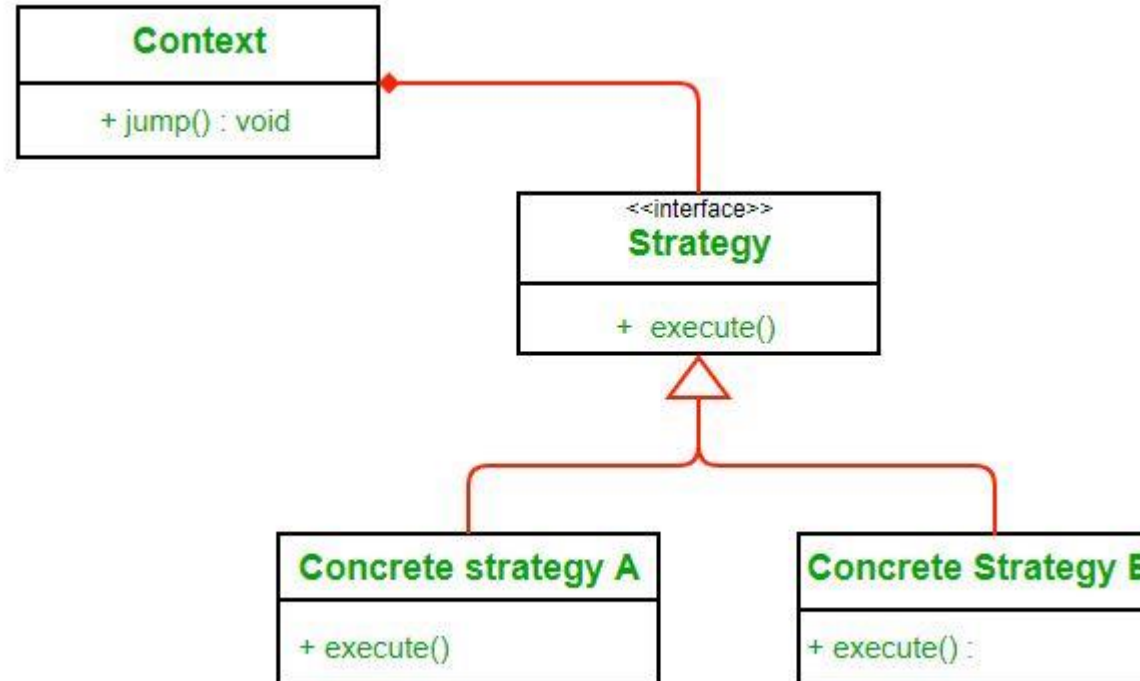 Context
+ jump() : void
<<interface>>
Strategy
+ execute()
Concrete strategy A
+ execute()
Concrete Strategy
+ execute() :